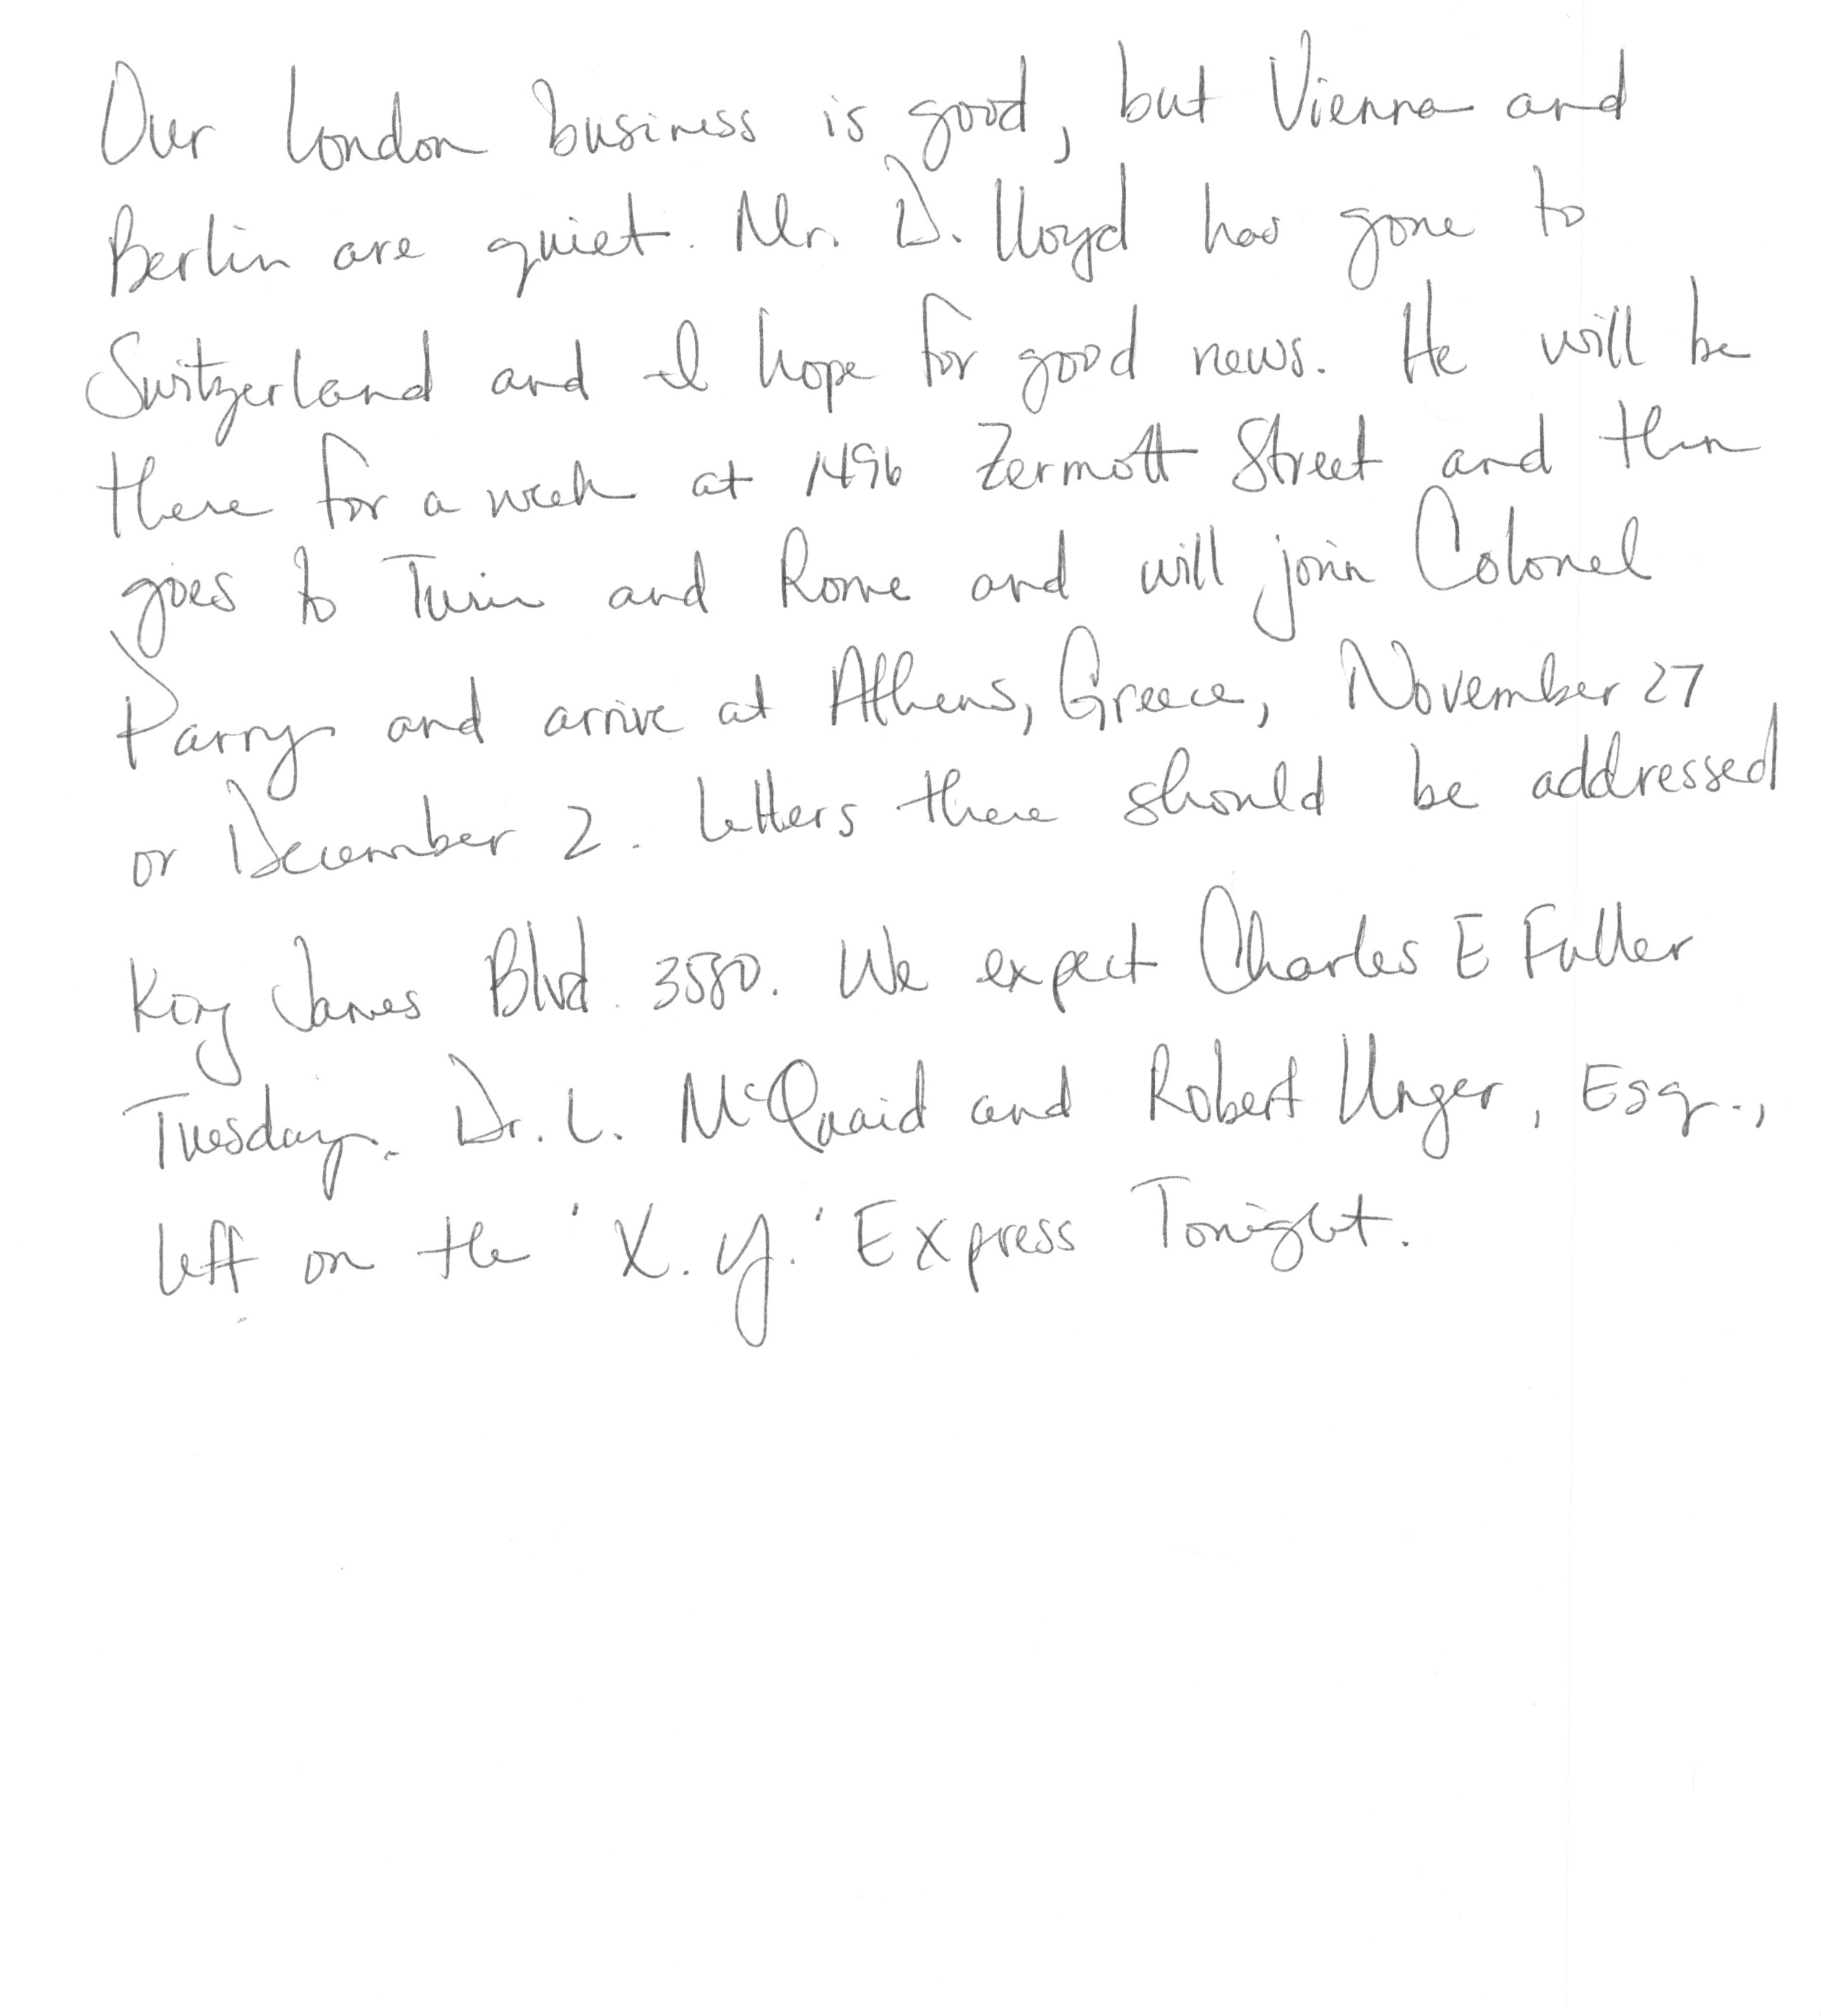 Our London business is good, but Vienna and
Berlin are quiet. Mr. D. Lloyd has gone to
Switzerland and I hope for good news. He will be
there for a week at 1496 Zermott Street and then
goes to Turin and Rome and will join Colonel
Parry and arrive at Athens, Greece, November 27
or December 2. Letters there should be addressed
King James Blvd. 3580. We expect Charles E Fuller
Tuesday. Dr. L. McQuaid and Robert Unger, Esq.,
left on the 'X.Y.' Express Tonight.